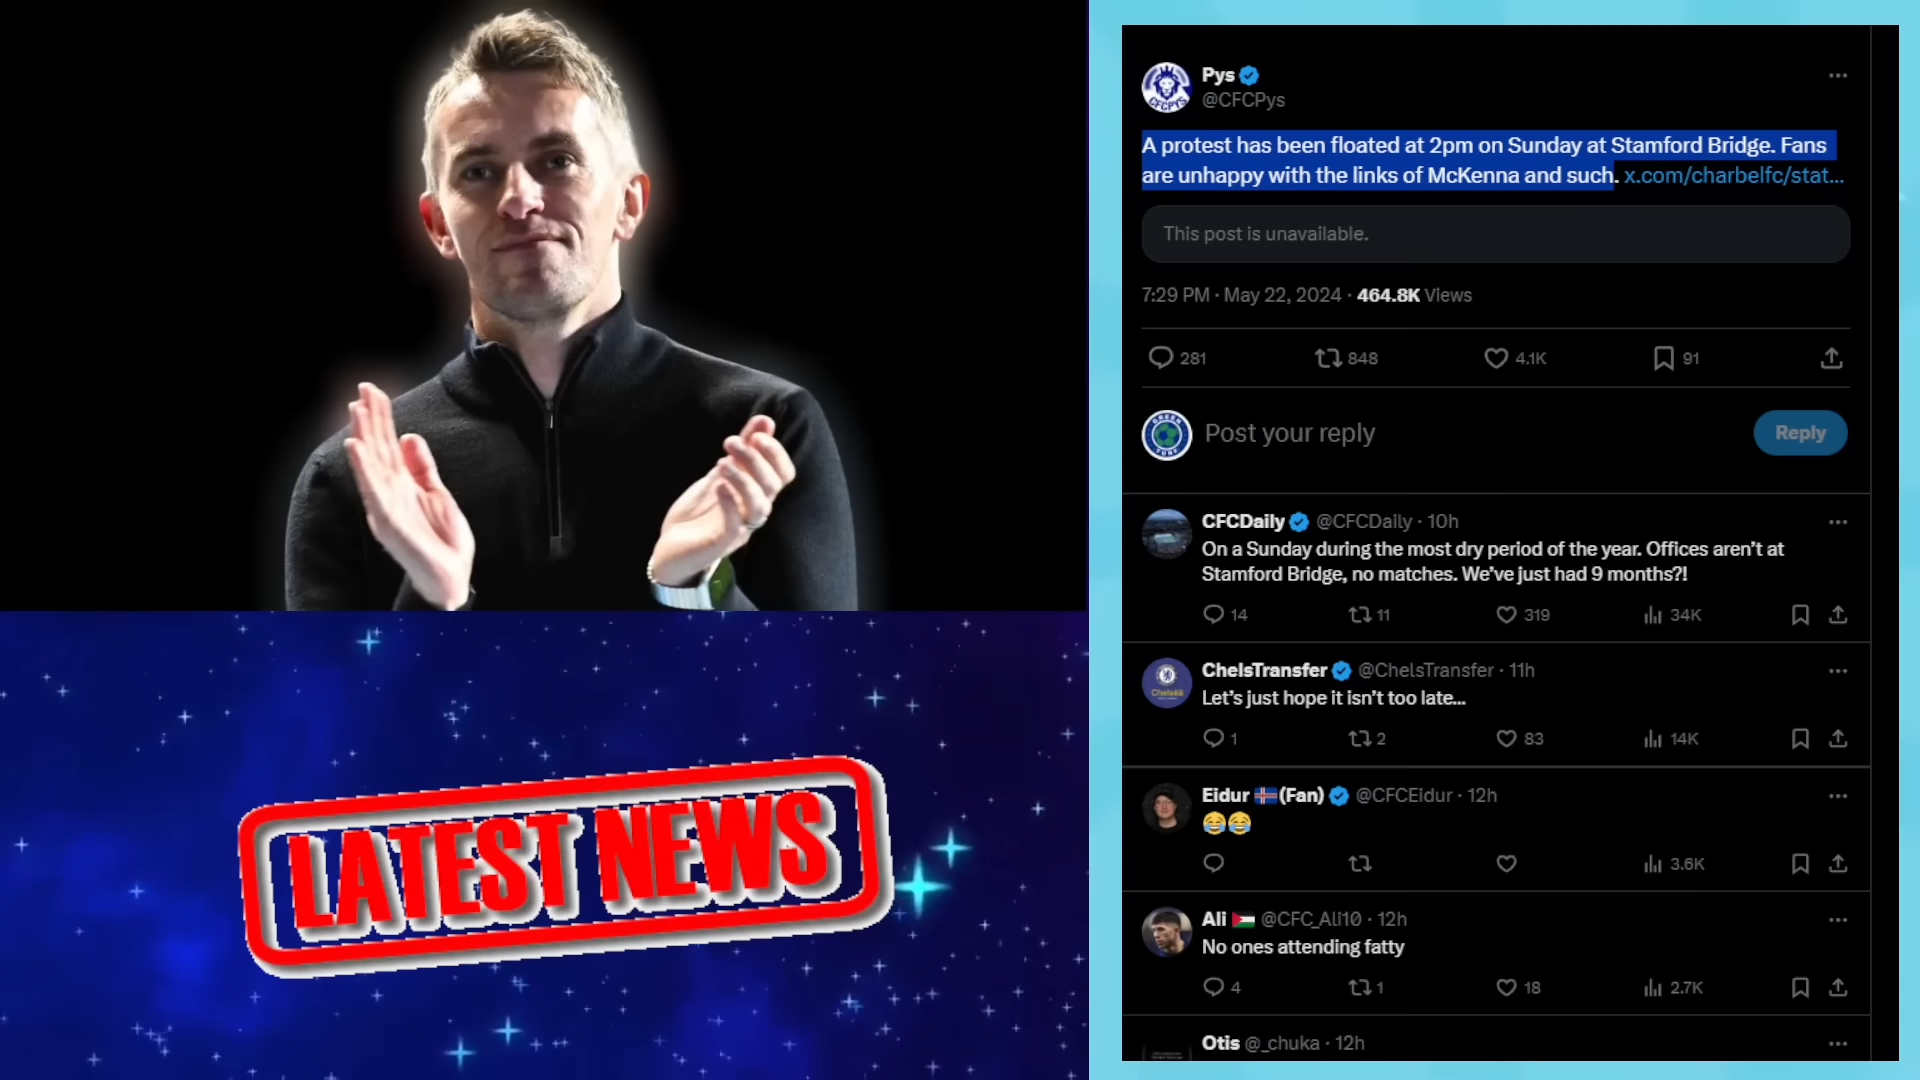 LATEST NEWS
Pys
@CFCPys
A protest has been floated at 2pm on Sunday at Stamford Bridge. Fans
are unhappy with the links of McKenna and such. x.com/charbelfc/stat...
This post is unavailable.
7:29 PM · May 22, 2024 · 464.8K Views
281 848 4.1K 91
Post your reply
Reply
CFCDaily @CFCDaily · 10h
On a Sunday during the most dry period of the year. Offices aren't at
Stamford Bridge, no matches. We've just had 9 months?!
14 11 319 34K
ChelsTransfer @ChelsTransfer · 11h
Let's just hope it isn't too late...
1 2 83 14K
Eidur 🇮🇸(Fan) @CFCEidur · 12h
😂😂
3.6K
Ali 🇵🇸 @CFC_Ali10 · 12h
No ones attending fatty
4 1 18 2.7K
Otis @_chuka · 12h
CFCPYS
GREEN
TURF